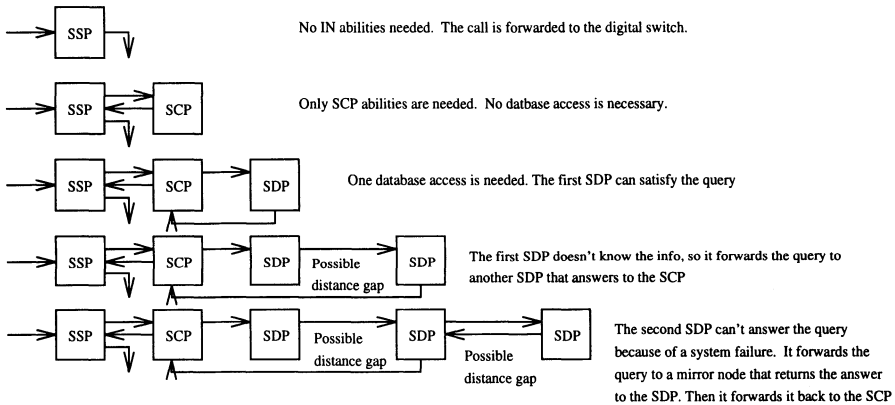 SSP
No IN abilities needed. The call is forwarded to the digital switch.
SSP
SCP
Only SCP abilities are needed. No datbase access is necessary.
SSP
SCP
SDP
One database access is needed. The first SDP can satisfy the query
SSP
SCP
SDP
Possible
distance gap
SDP
The first SDP doesn't know the info, so it forwards the query to
another SDP that answers to the SCP
SSP
SCP
SDP
Possible
distance gap
SDP
Possible
distance gap
SDP
The second SDP can't answer the query
because of a system failure. It forwards the
query to a mirror node that returns the answer
to the SDP. Then it forwards it back to the SCP